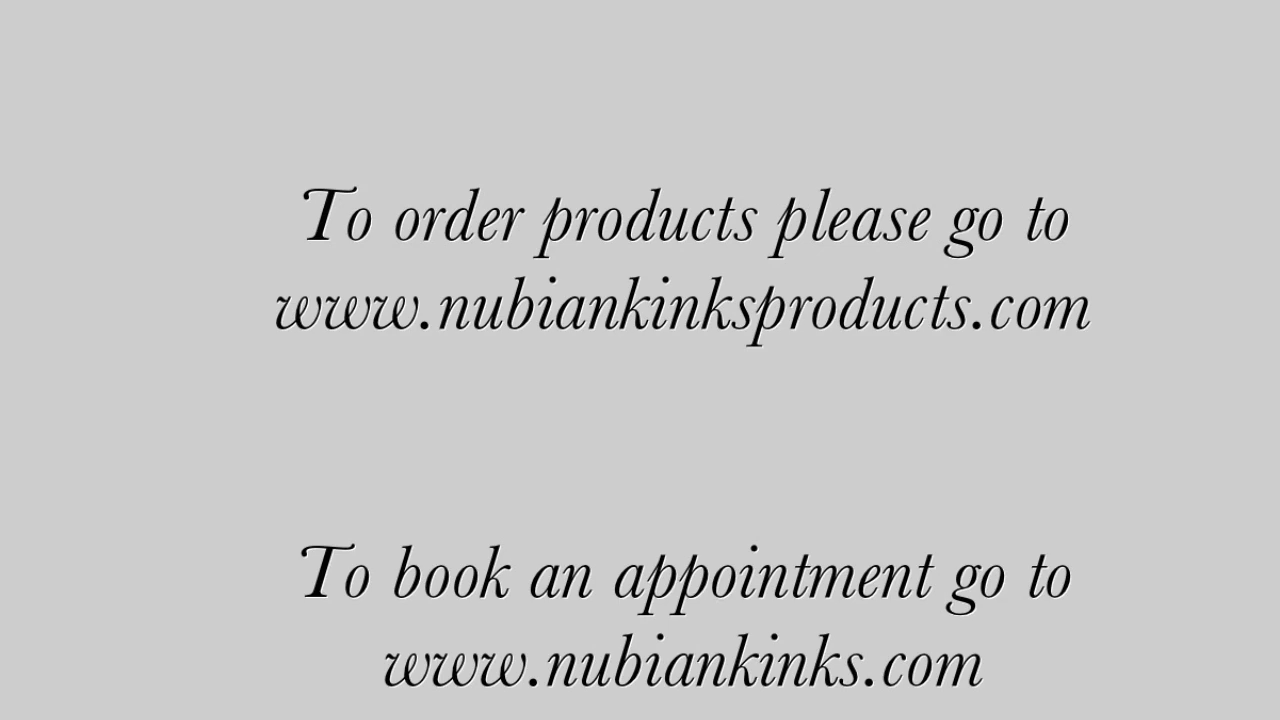 To order products please go to
www.nubiankinksproducts.com
To book an appointment go to
www.nubiankinks.com